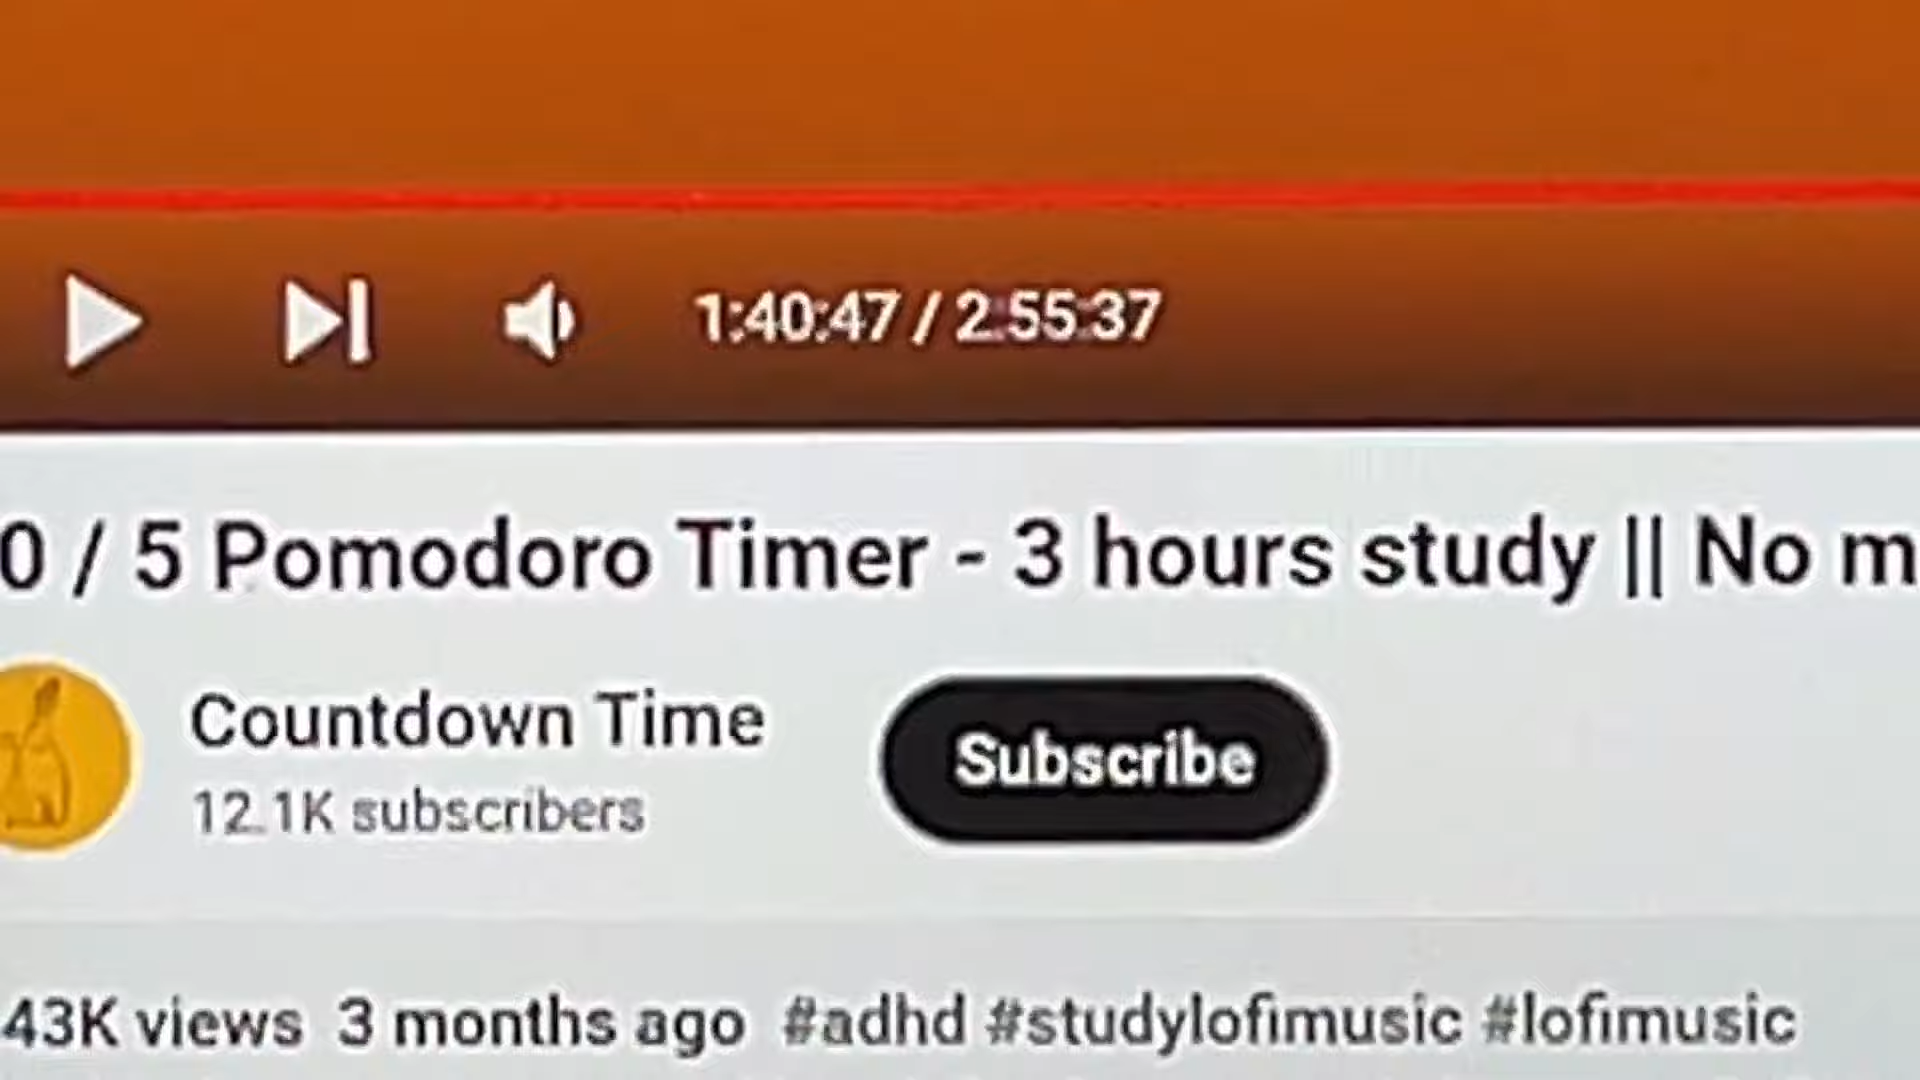 1:40:47 / 2:55:37
0 / 5 Pomodoro Timer - 3 hours study || No m
Countdown Time
Subscribe
12.1K subscribers
43K views 3 months ago #adhd #studylofimusic #lofimusic